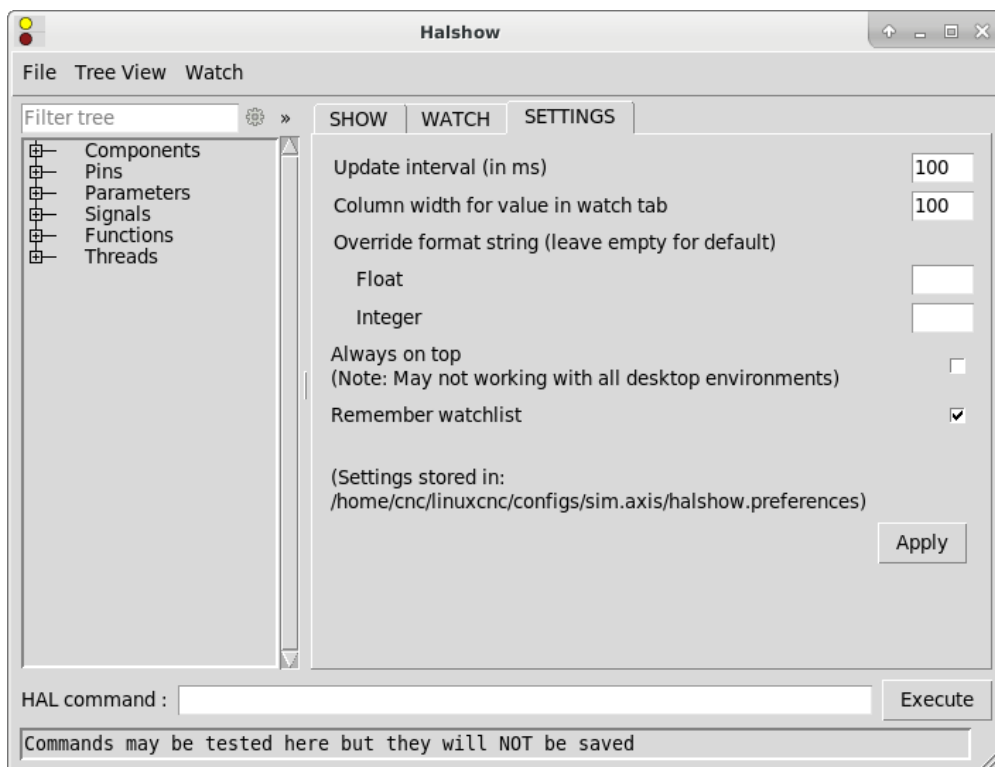 Halshow
File Tree View Watch
Filter tree »
Components
Pins
Parameters
Signals
Functions
Threads
SHOW WATCH SETTINGS
Update interval (in ms) 100
Column width for value in watch tab 100
Override format string (leave empty for default)
Float
Integer
Always on top
(Note: May not working with all desktop environments)
Remember watchlist
(Settings stored in:
/home/cnc/linuxcnc/configs/sim.axis/halshow.preferences)
Apply
HAL command :
Execute
Commands may be tested here but they will NOT be saved